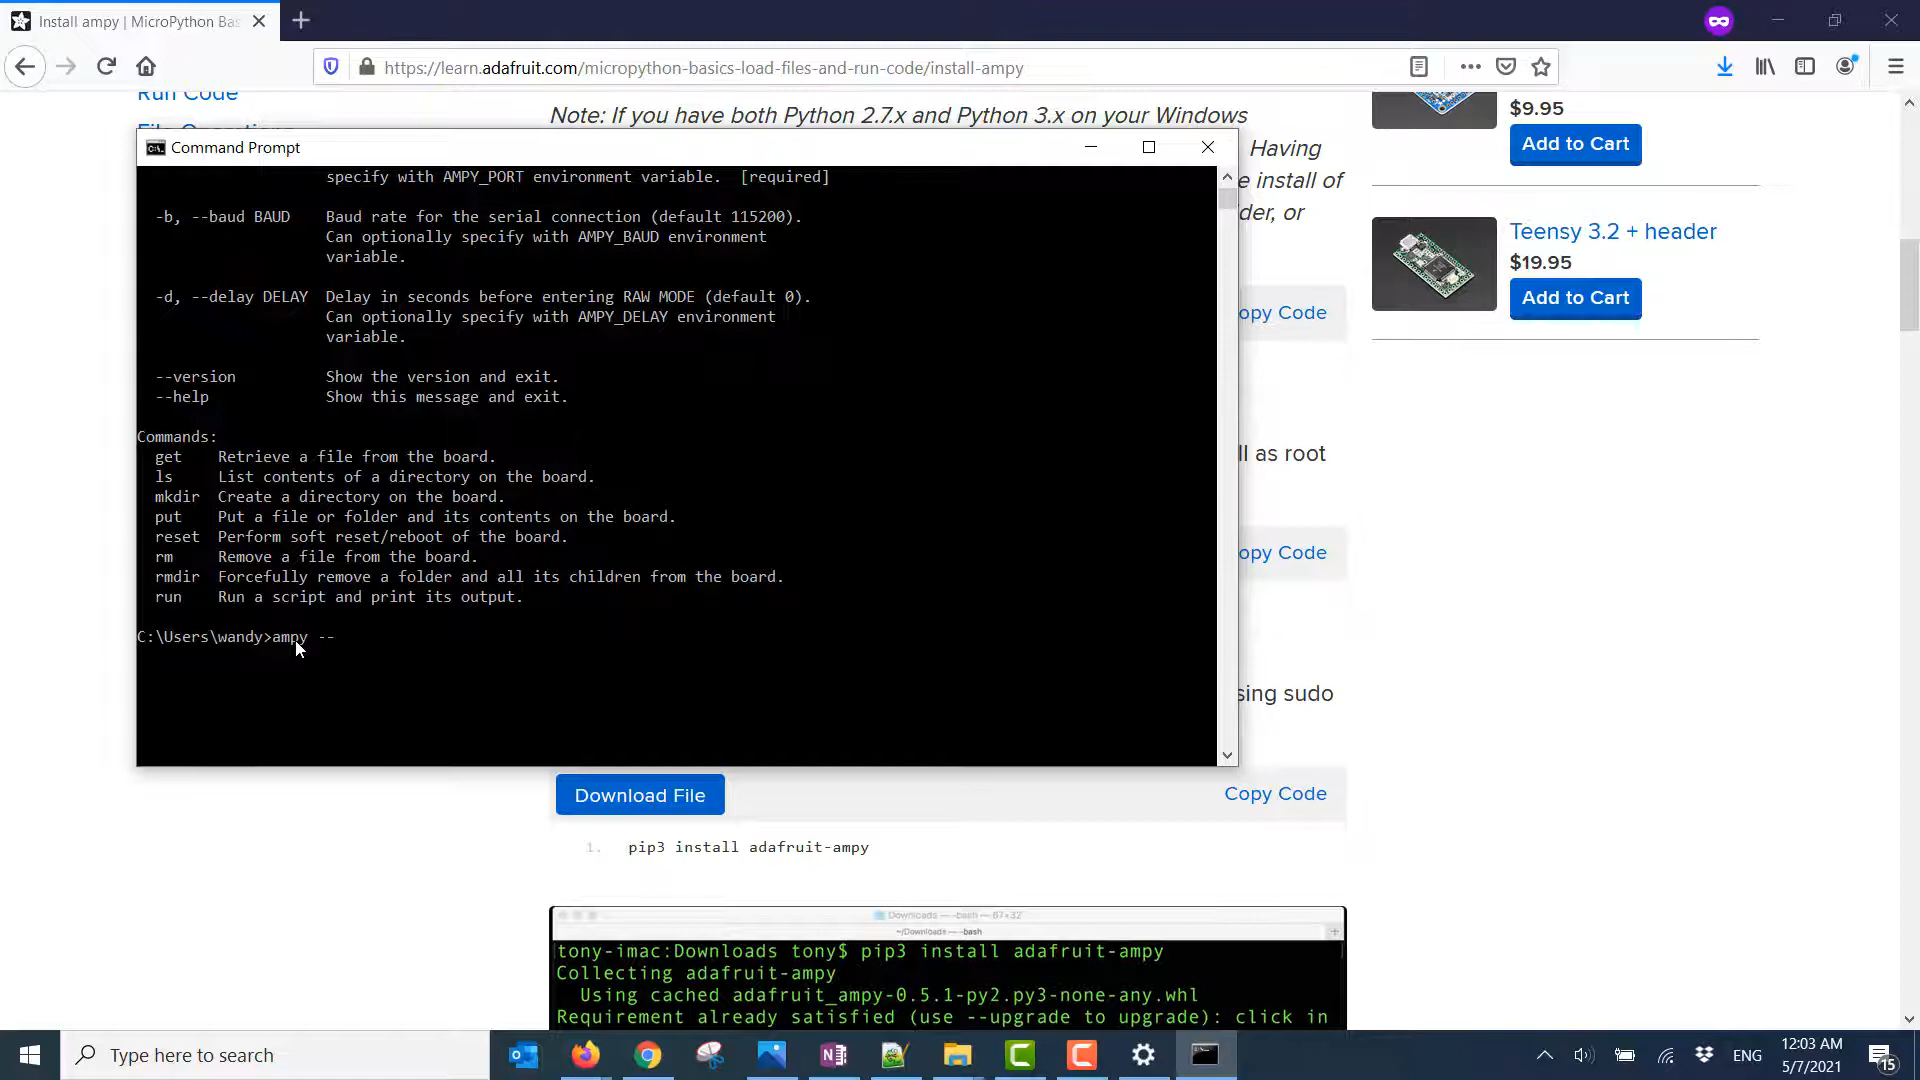 Install ampy | MicroPython Bas
https://learn.adafruit.com/micropython-basics-load-files-and-run-code/install-ampy
Run Code
Note: If you have both Python 2.7.x and Python 3.x on your Windows
Having
e install of
der, or
$9.95
Add to Cart
Teensy 3.2 + header
$19.95
Add to Cart
Command Prompt
specify with AMPY_PORT environment variable.  [required]
-b, --baud BAUD    Baud rate for the serial connection (default 115200).
Can optionally specify with AMPY_BAUD environment
variable.
-d, --delay DELAY  Delay in seconds before entering RAW MODE (default 0).
Can optionally specify with AMPY_DELAY environment
variable.
--version          Show the version and exit.
--help             Show this message and exit.
Commands:
get    Retrieve a file from the board.
ls     List contents of a directory on the board.
mkdir  Create a directory on the board.
put    Put a file or folder and its contents on the board.
reset  Perform soft reset/reboot of the board.
rm     Remove a file from the board.
rmdir  Forcefully remove a folder and all its children from the board.
run    Run a script and print its output.
C:\Users\wandy>ampy --
opy Code
ll as root
opy Code
sing sudo
Download File
Copy Code
1. pip3 install adafruit-ampy
Downloads — -bash — 67×32
~/Downloads — -bash
tony-imac:Downloads tony$ pip3 install adafruit-ampy
Collecting adafruit-ampy
Using cached adafruit_ampy-0.5.1-py2.py3-none-any.whl
Requirement already satisfied (use --upgrade to upgrade): click in
Type here to search
ENG
12:03 AM
5/7/2021
15